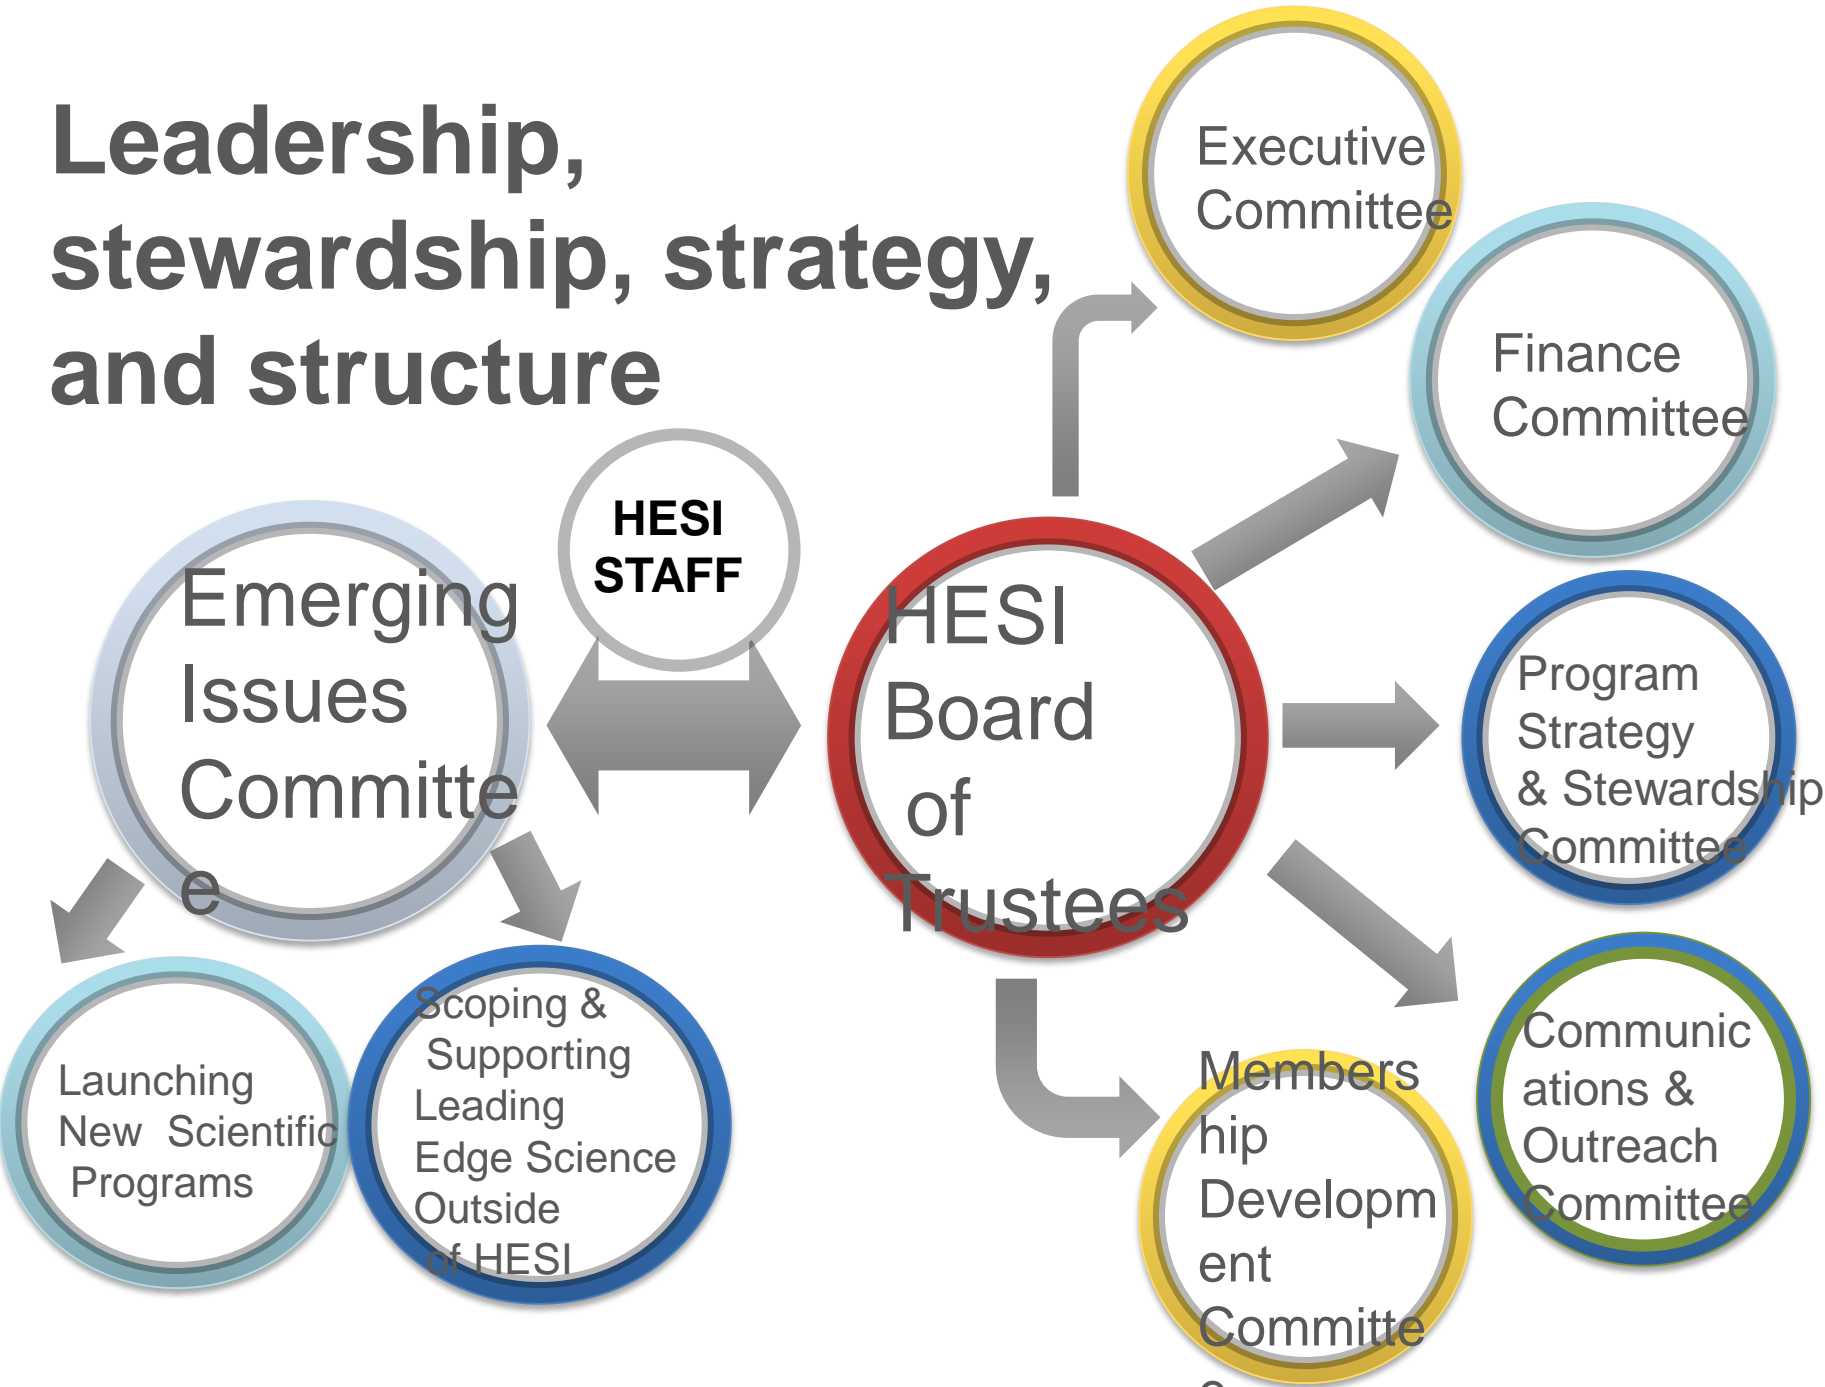 Leadership,
stewardship, strategy,
and structure
Executive
Committee
Finance
Committee
HESI
STAFF
Emerging
Issues
Committe
e
HESI
Board
of
Trustees
Program
Strategy
& Stewardship
Committee
Launching
New Scientific
Programs
Scoping &
Supporting
Leading
Edge Science
Outside
of HESI
Communic
ations &
Outreach
Committee
Members
hip
Developm
ent
Committe
e